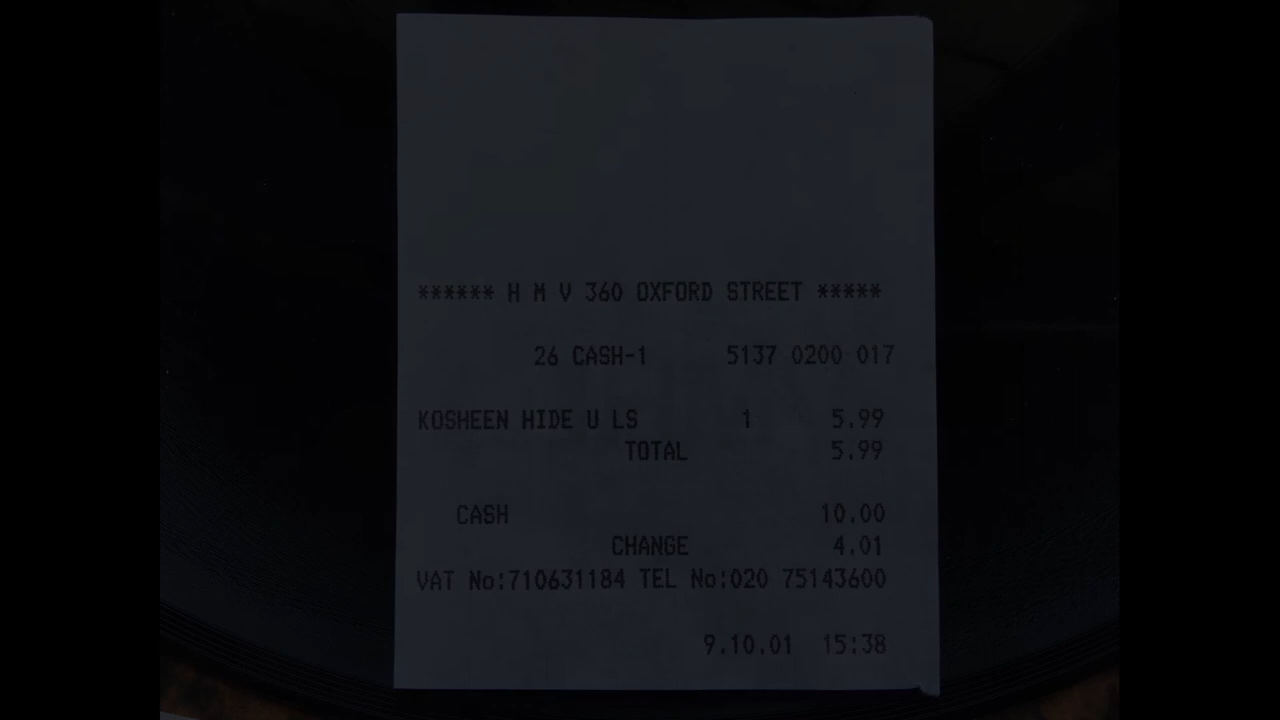 ****** H M V 360 OXFORD STREET *****
26 CASH-1 5137 0200 017
KOSHEEN HIDE U LS 1 5.99
TOTAL 5.99
CASH 10.00
CHANGE 4.01
VAT No:710631184 TEL No:020 75143600
9.10.01 15:38